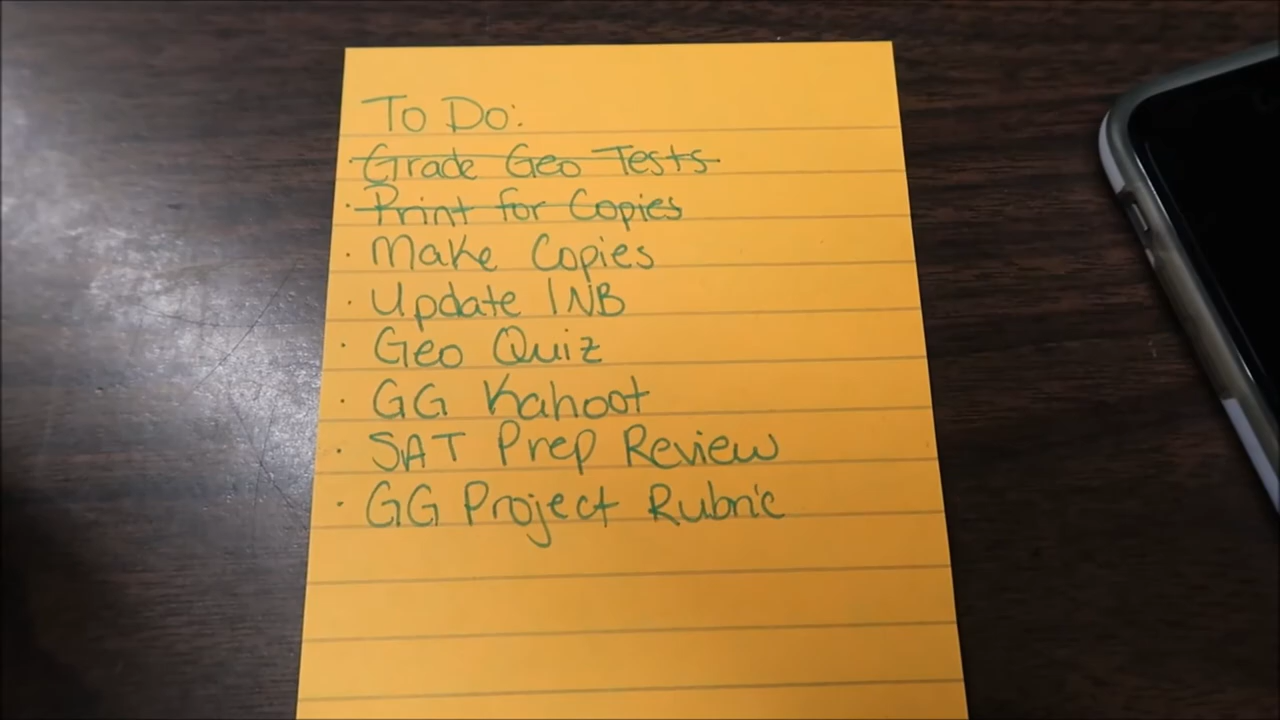 To Do:
· Grade Geo Tests
· Print for Copies
· Make Copies
· Update INB
· Geo Quiz
· GG Kahoot
· SAT Prep Review
· GG Project Rubric